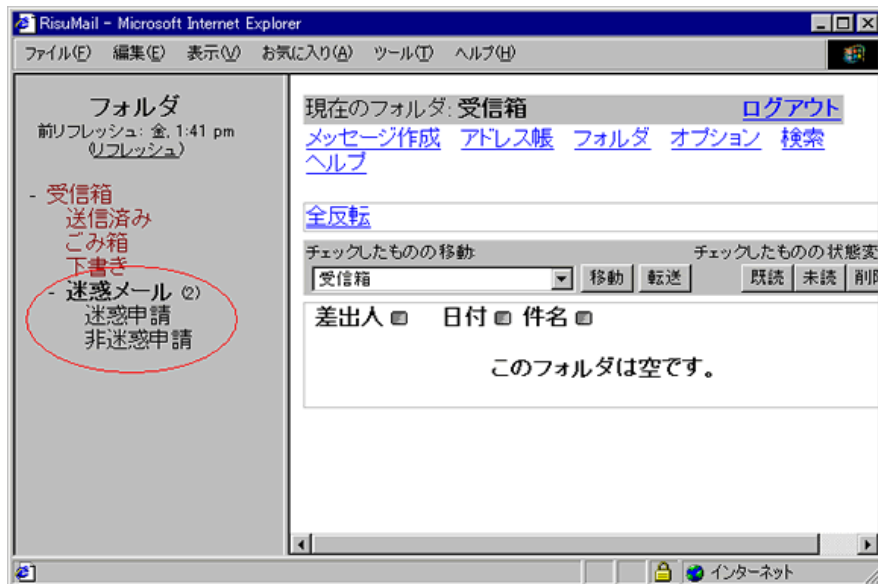 RisuMail - Microsoft Internet Explorer
ファイル(F) 編集(E) 表示(V) お気に入り(A) ツール(T) ヘルプ(H)
フォルダ
前リフレッシュ: 金, 1:41 pm
(リフレッシュ)
- 受信箱
送信済み
ごみ箱
下書き
- 迷惑メール (2)
迷惑申請
非迷惑申請
現在のフォルダ: 受信箱 ログアウト
メッセージ作成 アドレス帳 フォルダ オプション 検索
ヘルプ
全反転
チェックしたものの移動: チェックしたものの状態変
受信箱 移動 転送 既読 未読 削
差出人 日付 件名
このフォルダは空です。
インターネット